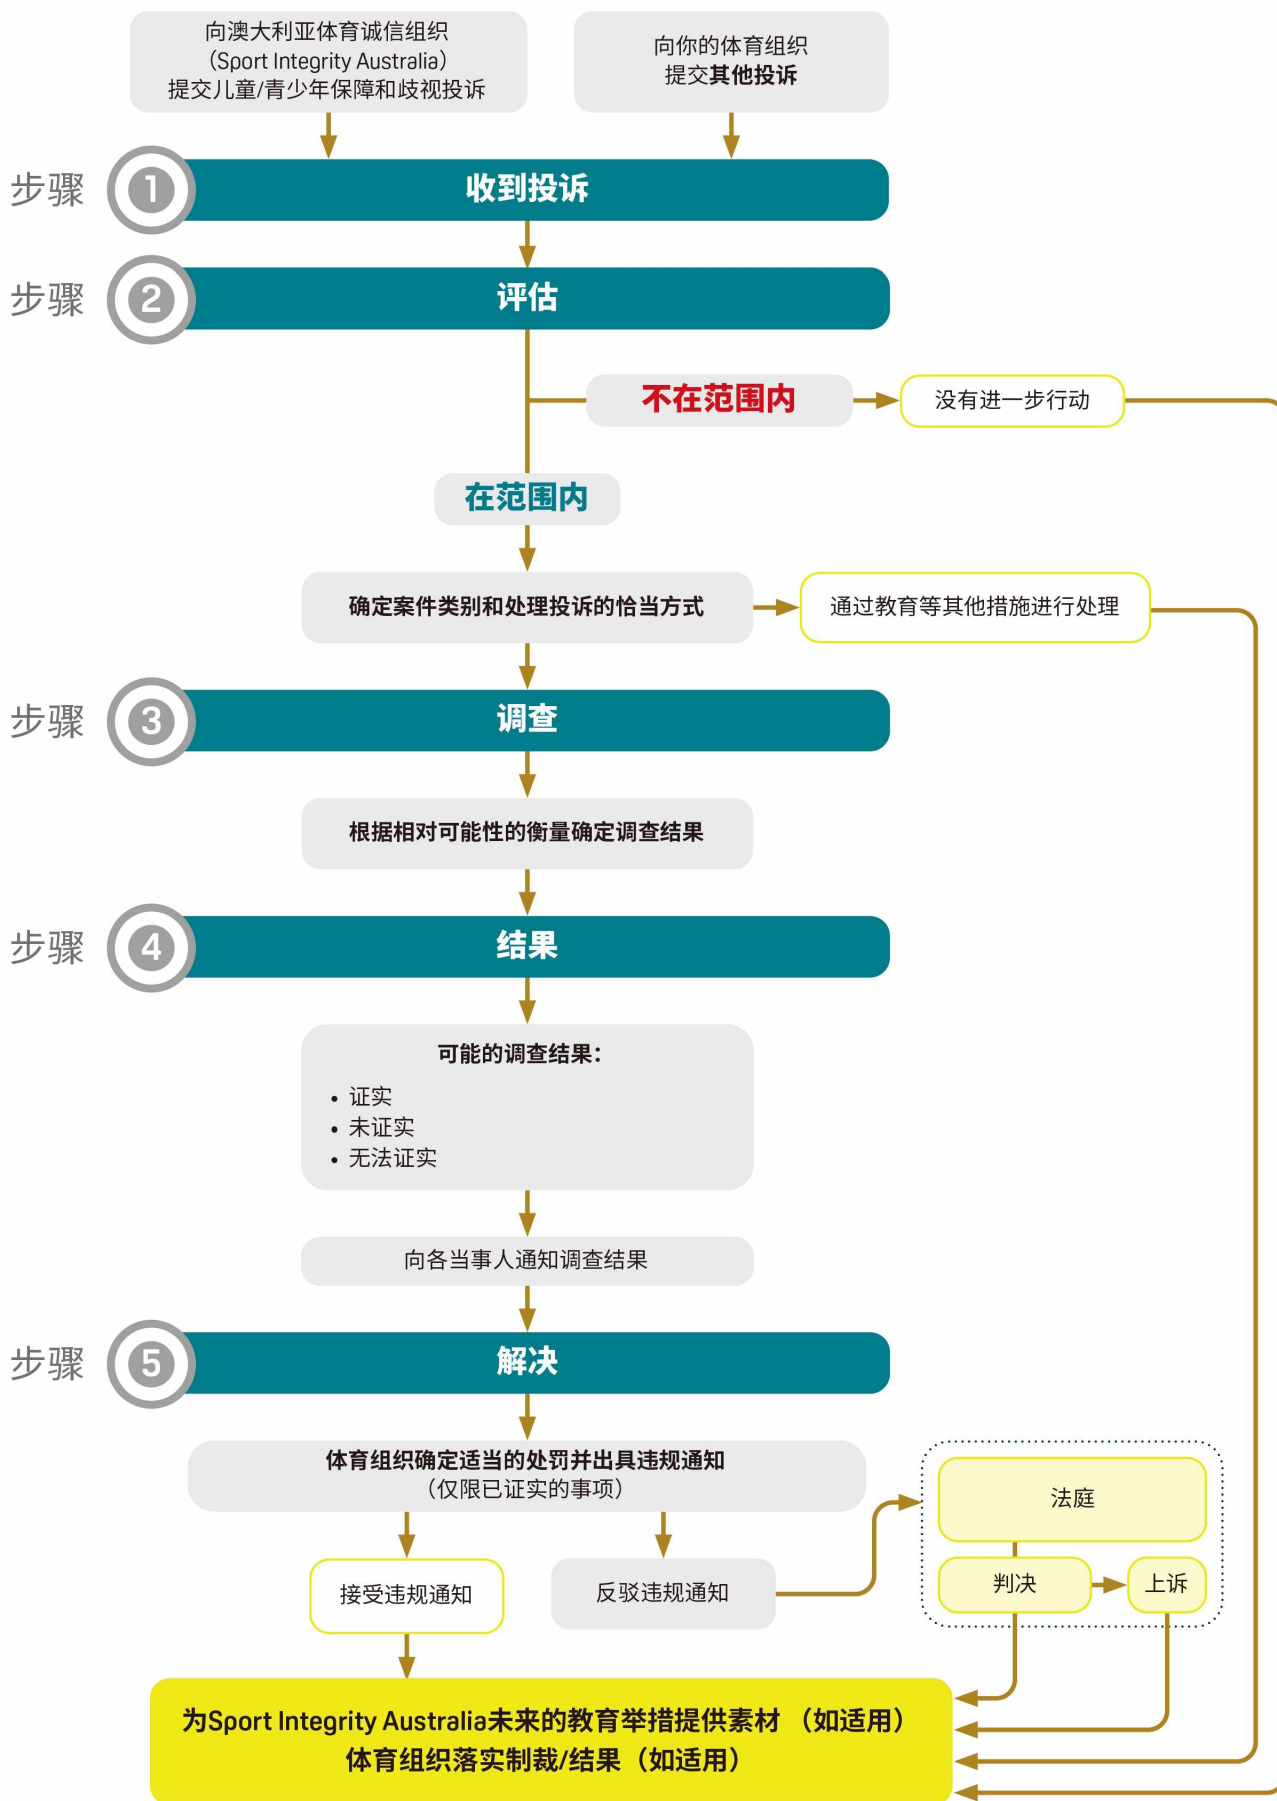 向澳大利亚体育诚信组织
（Sport Integrity Australia）
提交儿童/青少年保障和歧视投诉
向你的体育组织
提交其他投诉
步骤 1 收到投诉
步骤 2 评估
不在范围内
没有进一步行动
在范围内
确定案件类别和处理投诉的恰当方式
通过教育等其他措施进行处理
步骤 3 调查
根据相对可能性的衡量确定调查结果
步骤 4 结果
可能的调查结果：
• 证实
• 未证实
• 无法证实
向各当事人通知调查结果
步骤 5 解决
体育组织确定适当的处罚并出具违规通知
（仅限已证实的事项）
接受违规通知
反驳违规通知
法庭
判决
上诉
为Sport Integrity Australia未来的教育举措提供素材 （如适用）
体育组织落实制裁/结果（如适用）